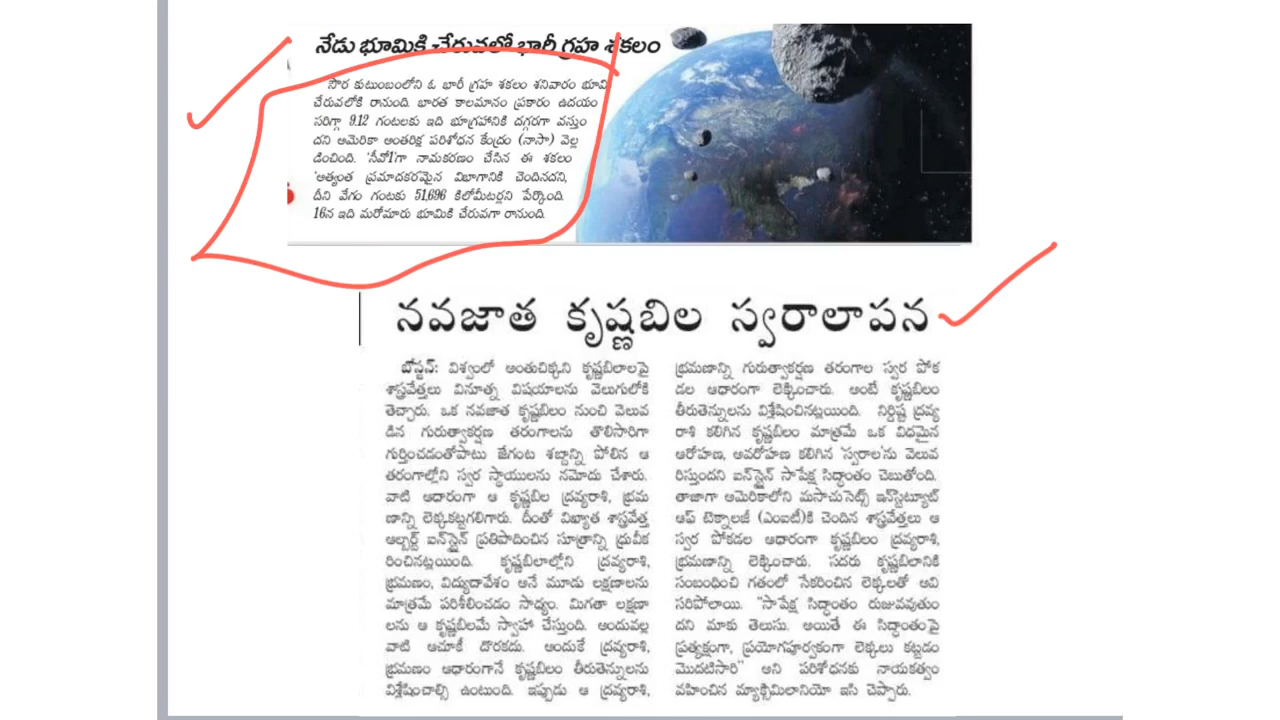 నేడు భూమికి చేరువలో భారీ గ్రహ శకలం
సౌర కుటుంబంలోని ఓ భారీ గ్రహ శకలం శనివారం భూమి
చేరువలోకి రానుంది. భారత కాలమానం ప్రకారం ఉదయం
సరిగ్గా 9.12 గంటలకు ఇది భూగ్రహానికి దగ్గరగా వస్తుం
దని అమెరికా అంతరిక్ష పరిశోధన కేంద్రం (నాసా) వెల్ల
డించింది. 'సీవో1'గా నామకరణం చేసిన ఈ శకలం
'అత్యంత ప్రమాదకరమైన విభాగానికి చెందినదని,
దీని వేగం గంటకు 51,696 కిలోమీటర్లని పేర్కొంది.
16న ఇది మరోమారు భూమికి చేరువగా రానుంది.
నవజాత కృష్ణబిల స్వరాలాపన
బోస్టన్: విశ్వంలో అంతుచిక్కని కృష్ణబిలాలపై
శాస్త్రవేత్తలు వినూత్న విషయాలను వెలుగులోకి
తెచ్చారు. ఒక నవజాత కృష్ణబిలం నుంచి వెలువ
డిన గురుత్వాకర్షణ తరంగాలను తొలిసారిగా
గుర్తించడంతోపాటు జేగంట శబ్దాన్ని పోలిన ఆ
తరంగాల్లోని స్వర స్థాయులను నమోదు చేశారు.
వాటి ఆధారంగా ఆ కృష్ణబిల ద్రవ్యరాశి, భ్రమ
ణాన్ని లెక్కకట్టగలిగారు. దీంతో విఖ్యాత శాస్త్రవేత్త
ఆల్బర్ట్ ఐన్‌స్టైన్ ప్రతిపాదించిన సూత్రాన్ని ధ్రువీక
రించినట్లయింది. కృష్ణబిలాల్లోని ద్రవ్యరాశి,
భ్రమణం, విద్యుదావేశం అనే మూడు లక్షణాలను
మాత్రమే పరిశీలించడం సాధ్యం. మిగతా లక్షణా
లను ఆ కృష్ణబిలమే స్వాహా చేస్తుంది. అందువల్ల
వాటి ఆచూకీ దొరకదు. అందుకే ద్రవ్యరాశి,
భ్రమణం ఆధారంగానే కృష్ణబిలం తీరుతెన్నులను
విశ్లేషించాల్సి ఉంటుంది. ఇప్పుడు ఆ ద్రవ్యరాశి,
భ్రమణాన్ని గురుత్వాకర్షణ తరంగాల స్వర పోక
డల ఆధారంగా లెక్కించారు. అంటే కృష్ణబిలం
తీరుతెన్నులను విశ్లేషించినట్లయింది. నిర్దిష్ట ద్రవ్య
రాశి కలిగిన కృష్ణబిలం మాత్రమే ఒక విధమైన
ఆరోహణ, అవరోహణ కలిగిన 'స్వరాల'ను వెలువ
రిస్తుందని ఐన్‌స్టైన్ సాపేక్ష సిద్ధాంతం చెబుతోంది.
తాజాగా అమెరికాలోని మసాచుసెట్స్ ఇన్‌స్టిట్యూట్
ఆఫ్ టెక్నాలజీ (ఎంఐటీ)కి చెందిన శాస్త్రవేత్తలు ఆ
స్వర పోకడల ఆధారంగా కృష్ణబిలం ద్రవ్యరాశి,
భ్రమణాన్ని లెక్కించారు. సదరు కృష్ణబిలానికి
సంబంధించి గతంలో సేకరించిన లెక్కలతో అవి
సరిపోలాయి. "సాపేక్ష సిద్ధాంతం రుజువవుతుం
దని మాకు తెలుసు. అయితే ఈ సిద్ధాంతంపై
ప్రత్యక్షంగా, ప్రయోగపూర్వకంగా లెక్కలు కట్టడం
మొదటిసారి" అని పరిశోధనకు నాయకత్వం
వహించిన మ్యాక్సిమిలానియో ఇసి చెప్పారు.